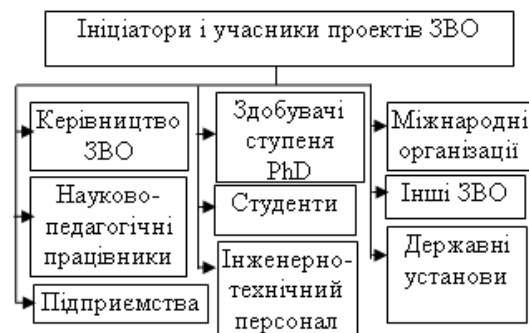 Ініціатори і учасники проектів ЗВО
Керівництво
ЗВО
Науково-
педагогічні
працівники
Підприємства
Здобувачі
ступеня
PhD
Студенти
Інженерно-
технічний
персонал
Міжнародні
організації
Інші ЗВО
Державні
установи